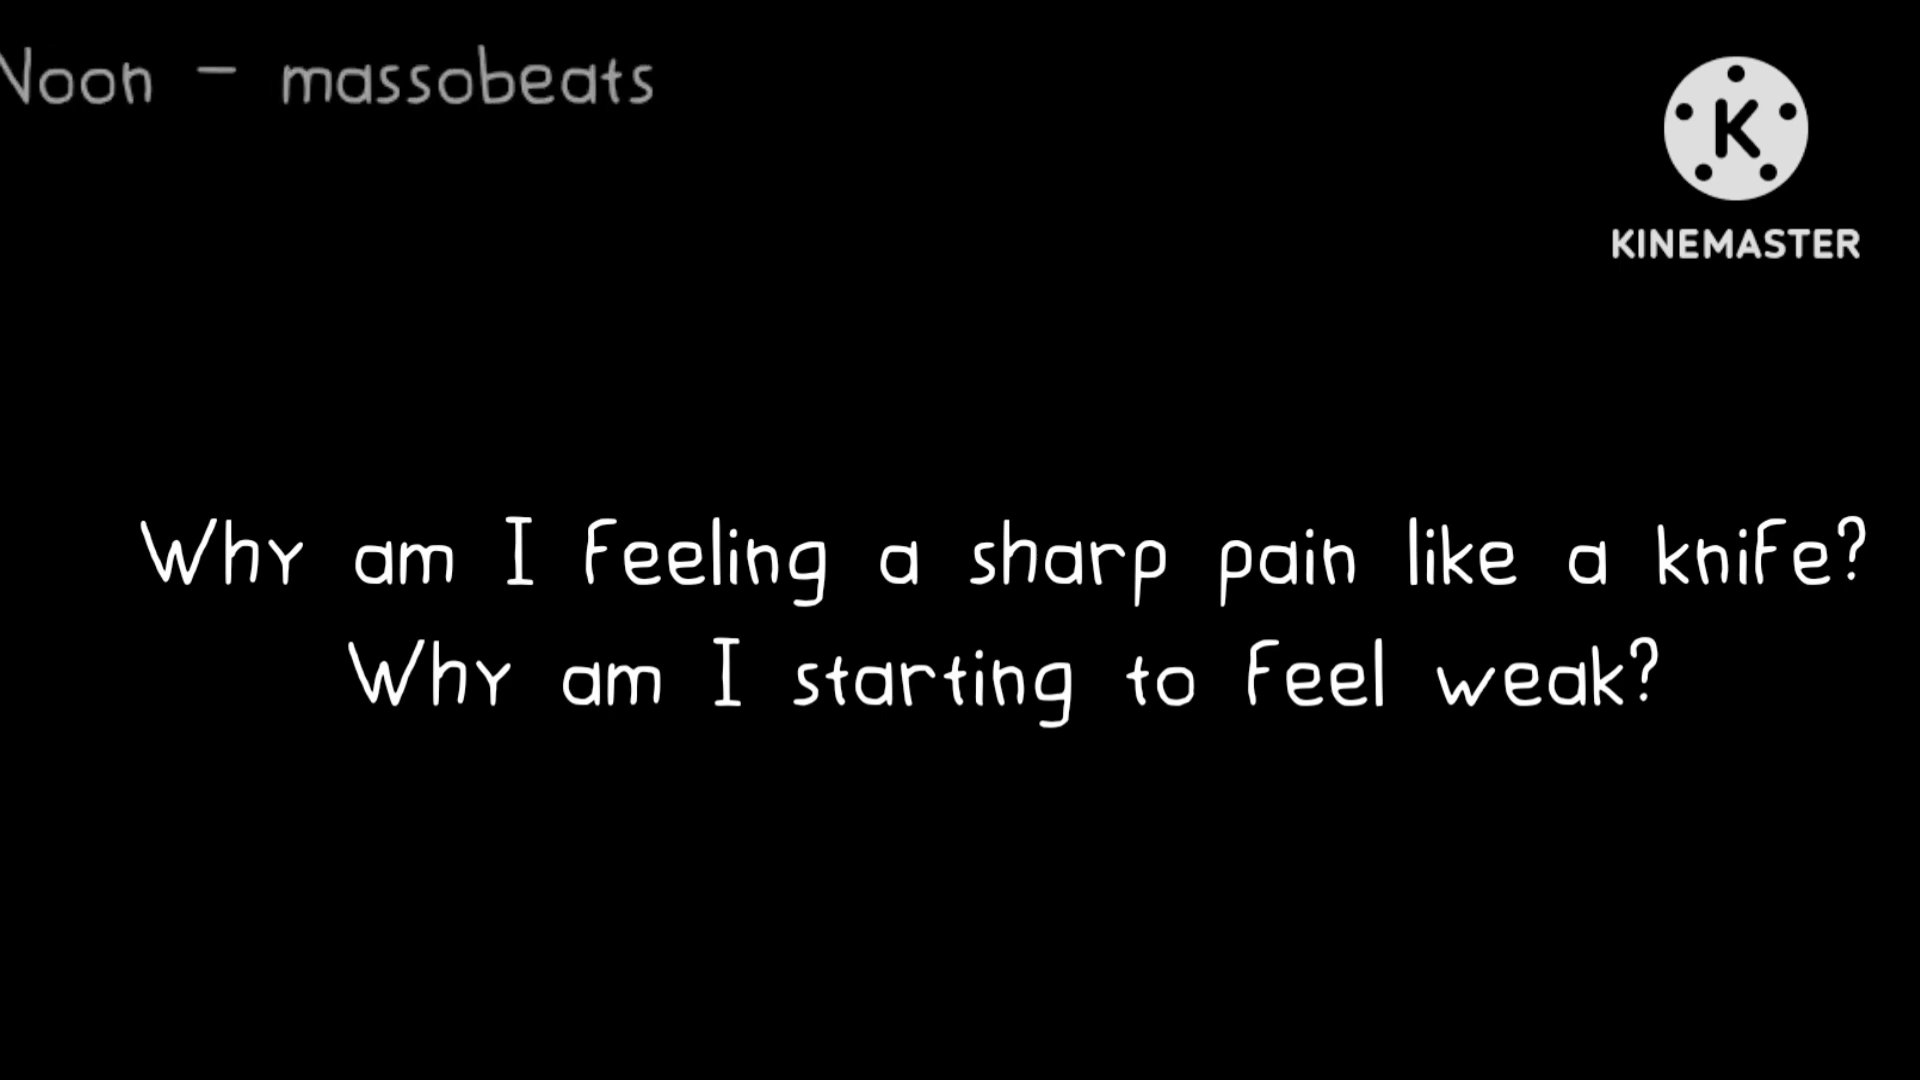 Noon - massobeats
K
KINEMASTER
Why am I feeling a sharp pain like a knife?
Why am I starting to feel weak?